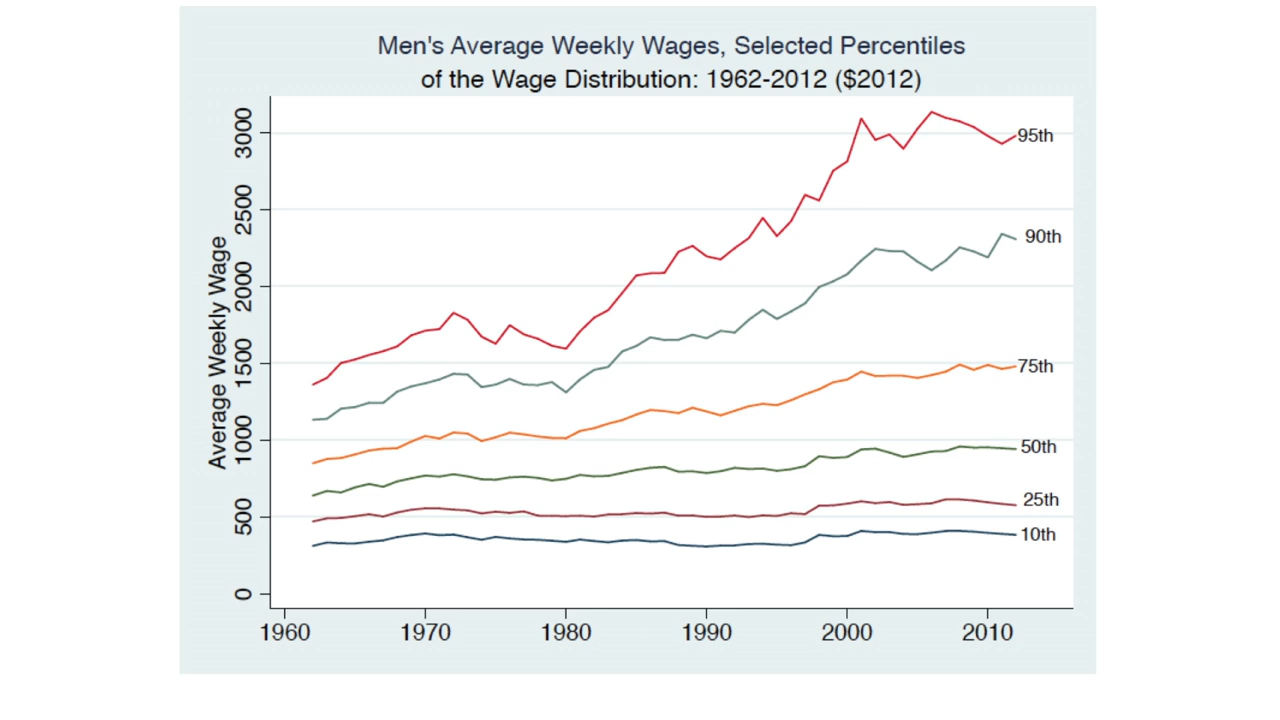 Men's Average Weekly Wages, Selected Percentiles
of the Wage Distribution: 1962-2012 ($2012)
Average Weekly Wage
3000
2500
2000
1500
1000
500
0
95th
90th
75th
50th
25th
10th
1960 1970 1980 1990 2000 2010